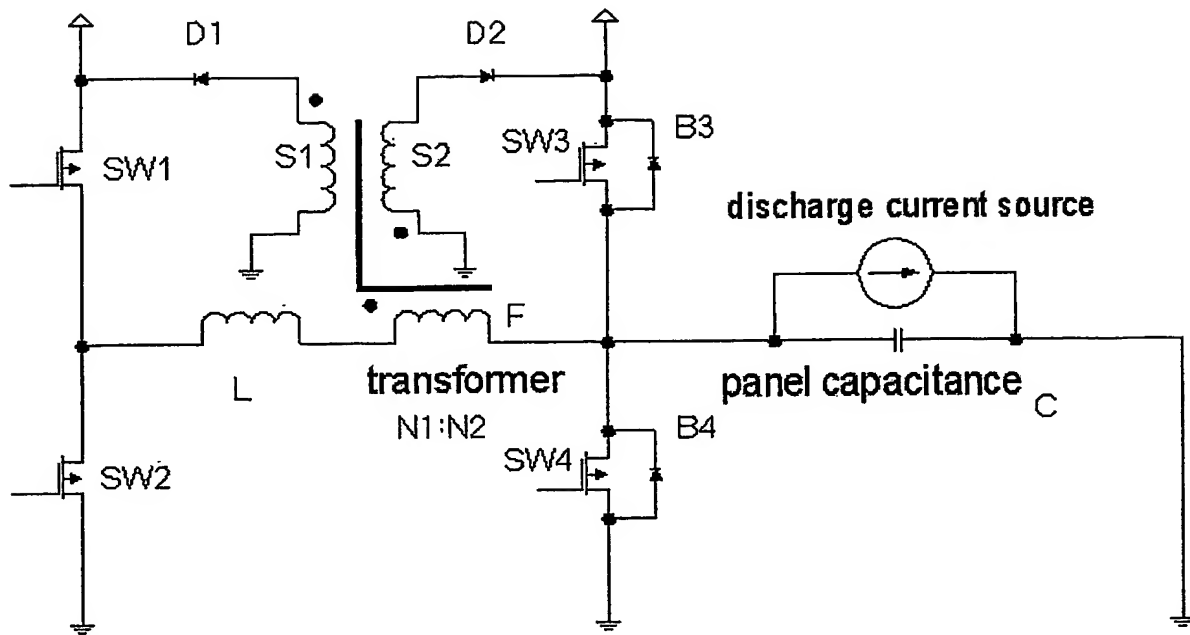 D1
D2
B3
SW1
S1
S2
SW3
discharge current source
F
L
transformer
N1:N2
panel capacitance
C
B4
SW2
SW4